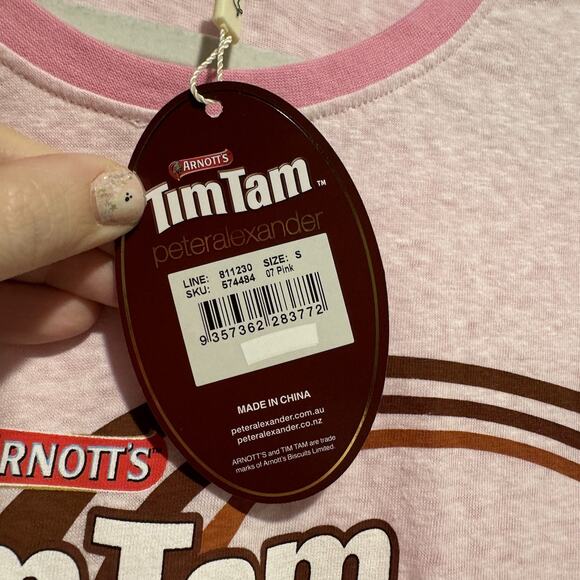 ARNOTT'S
TimTam™
peteralexander
LINE: 811230 SIZE: S
SKU: 574484 07 Pink
9 357362 283772
MADE IN CHINA
peteralexander.com.au
peteralexander.co.nz
ARNOTT'S and TIM TAM are trade
marks of Arnott's Biscuits Limited.
RNOTT'S
m Tam